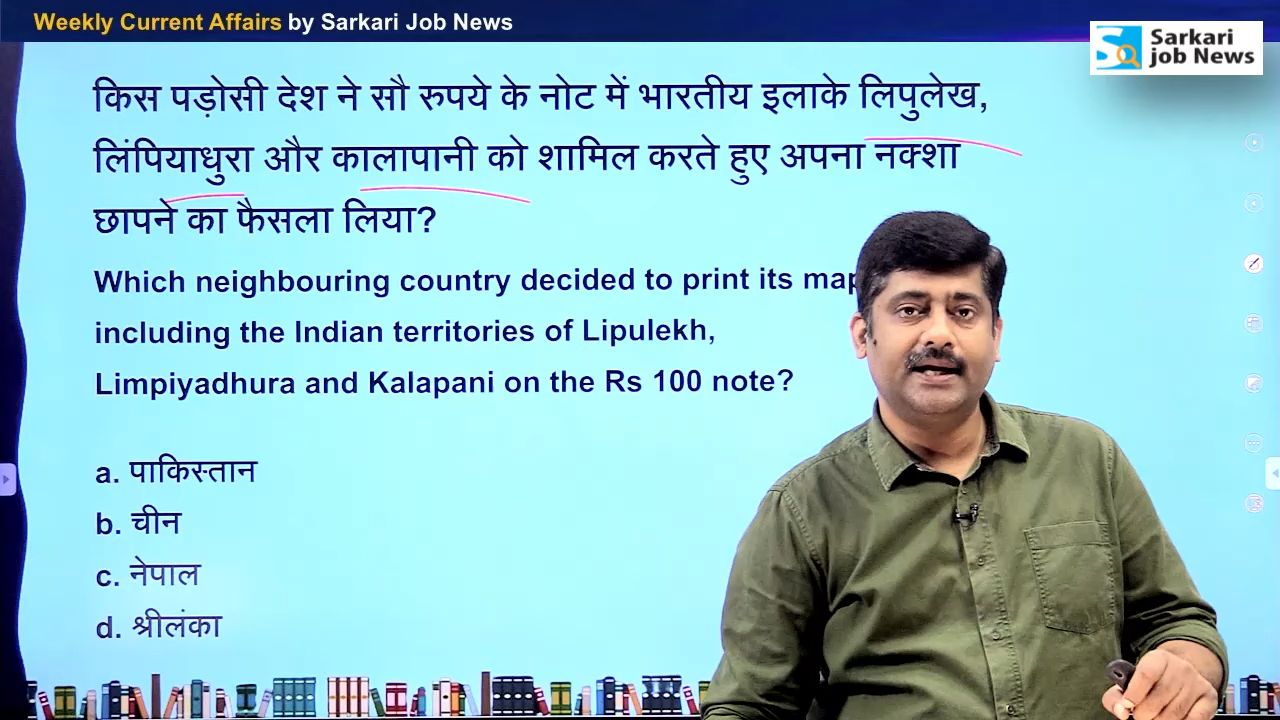 Weekly Current Affairs by Sarkari Job News
Sarkari
Job News
किस पड़ोसी देश ने सौ रुपये के नोट में भारतीय इलाके लिपुलेख,
लिंपियाधुरा और कालापानी को शामिल करते हुए अपना नक्शा
छापने का फैसला लिया?
Which neighbouring country decided to print its map
including the Indian territories of Lipulekh,
Limpiyadhura and Kalapani on the Rs 100 note?
a. पाकिस्तान
b. चीन
c. नेपाल
d. श्रीलंका